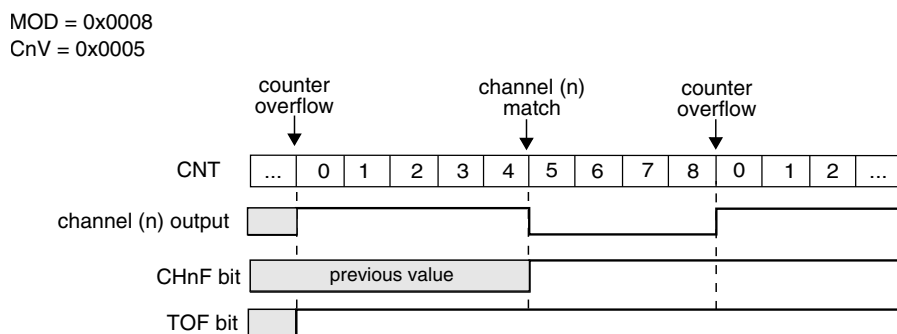 MOD = 0x0008
CnV = 0x0005
counter
overflow
channel (n)
match
counter
overflow
CNT
... 0 1 2 3 4 5 6 7 8 0 1 2 ...
channel (n) output
CHnF bit
previous value
TOF bit